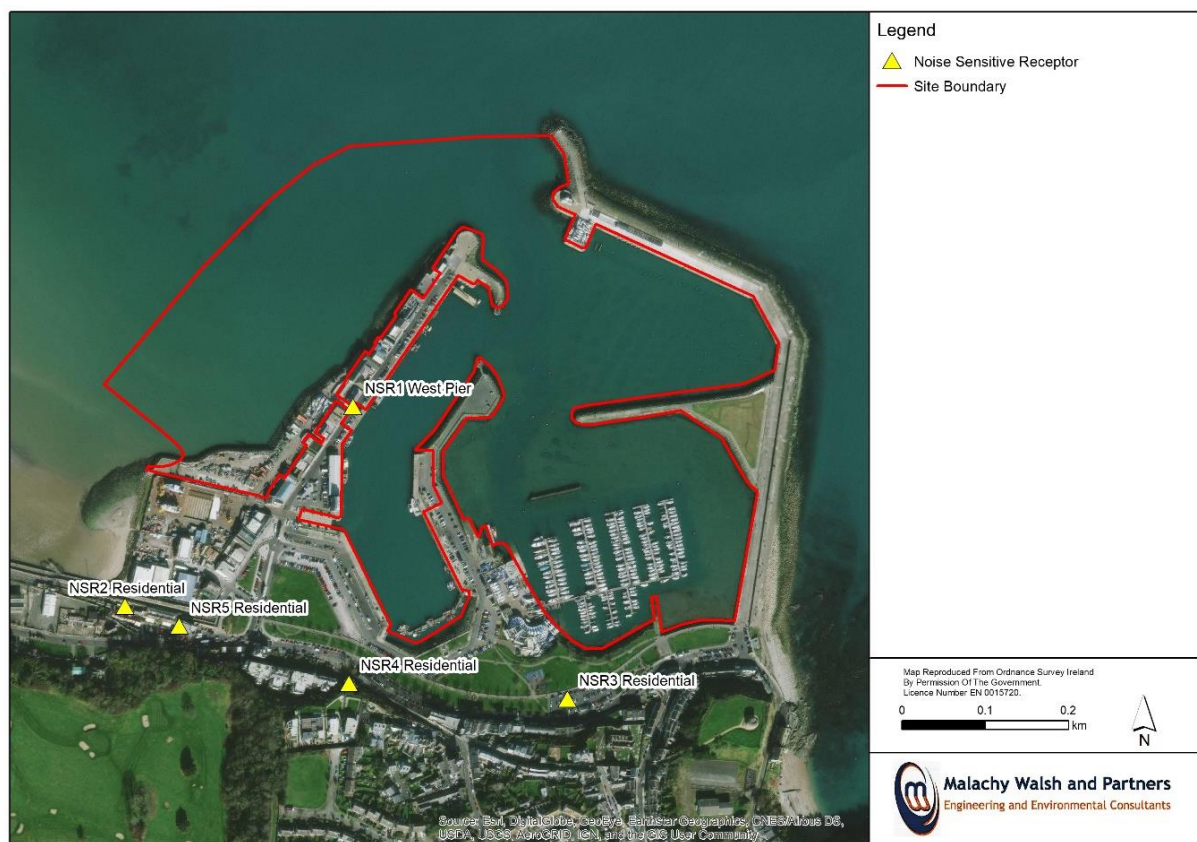 Legend
Noise Sensitive Receptor
Site Boundary
NSR1 West Pier
NSR2 Residential
NSR5 Residential
NSR4 Residential
NSR3 Residential
Map Reproduced From Ordnance Survey Ireland
By Permission Of The Government.
Licence Number EN 0015720.
0 0.1 0.2
km
N
Malachy Walsh and Partners
Engineering and Environmental Consultants
Source: Esri, DigitalGlobe, GeoEye, Earthstar Geographics, CNES/Airbus DS,
USDA, USGS, AeroGRID, IGN, and the GIS User Community